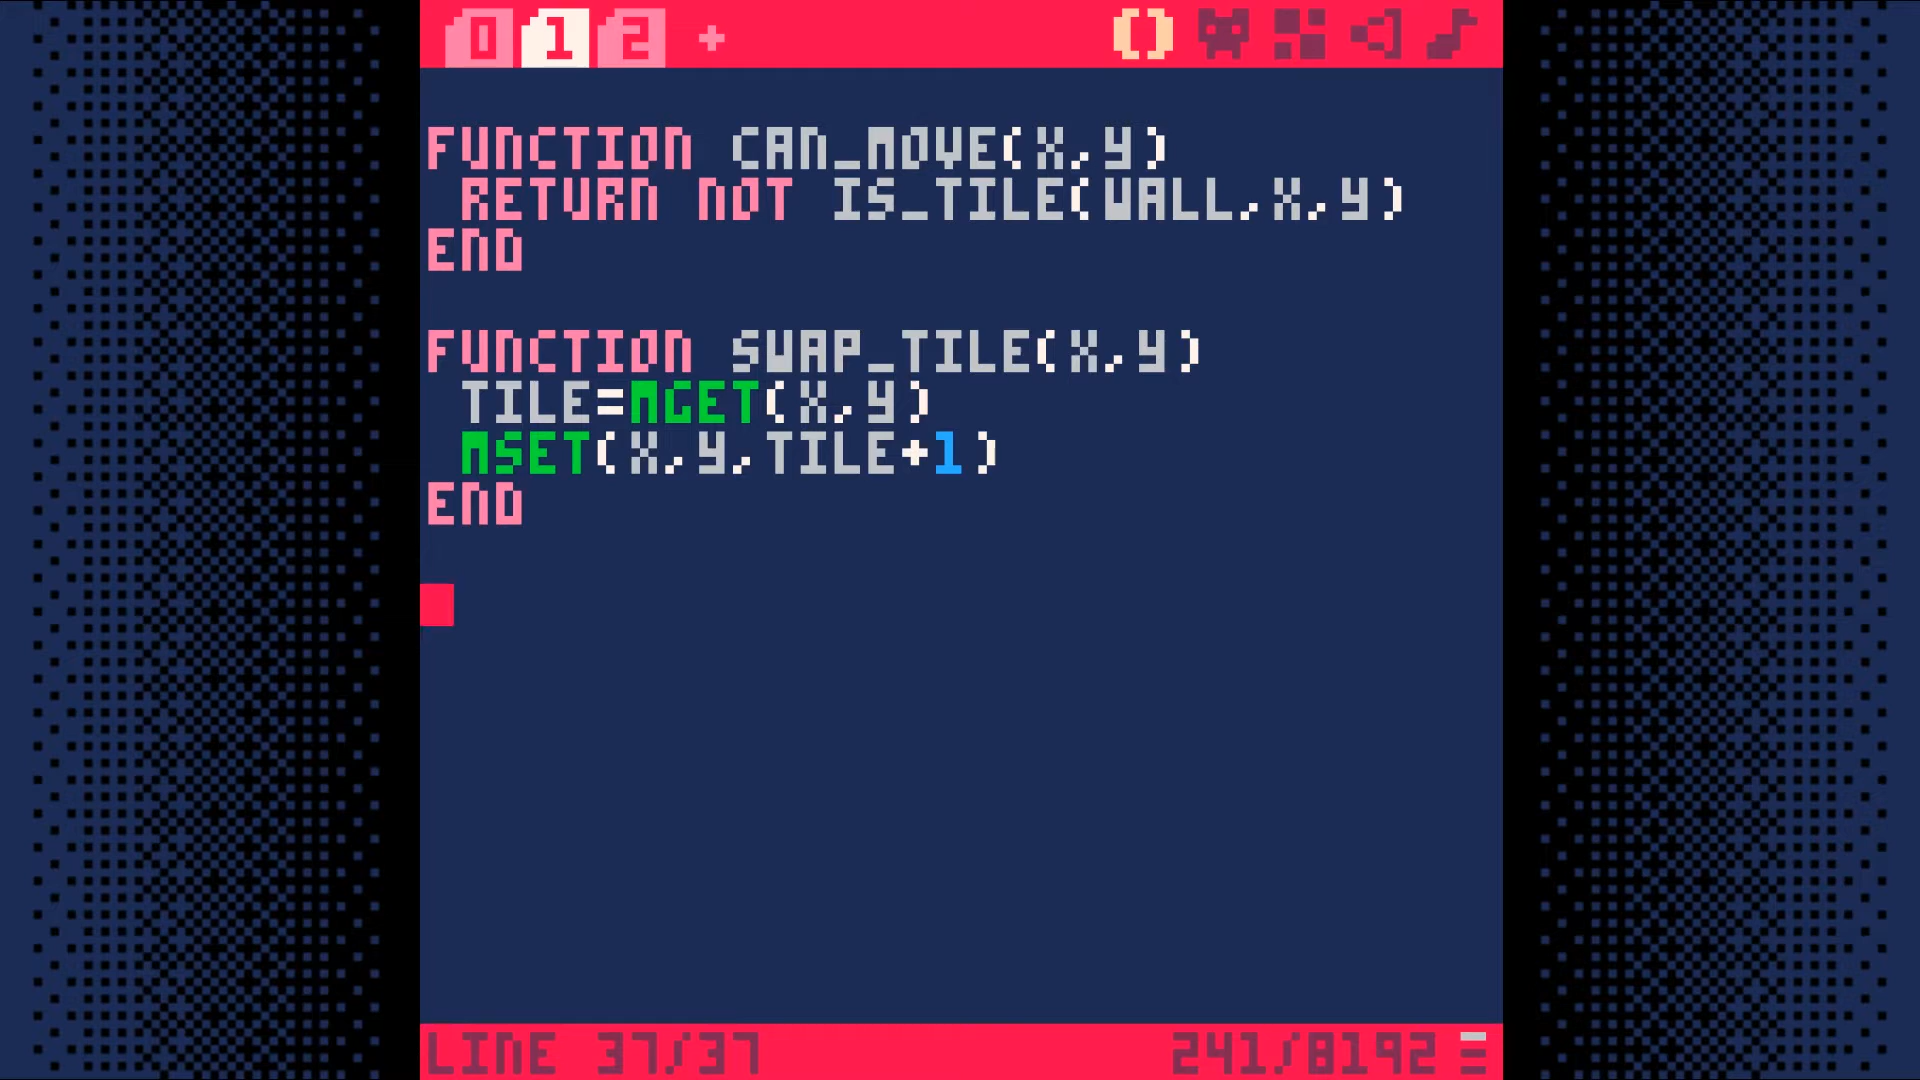 0 1 2 +
FUNCTION CAN_MOVE(X,Y)
RETURN NOT IS_TILE(WALL,X,Y)
END
FUNCTION SWAP_TILE(X,Y)
TILE=MGET(X,Y)
MSET(X,Y,TILE+1)
END
LINE 37/37
241/8192